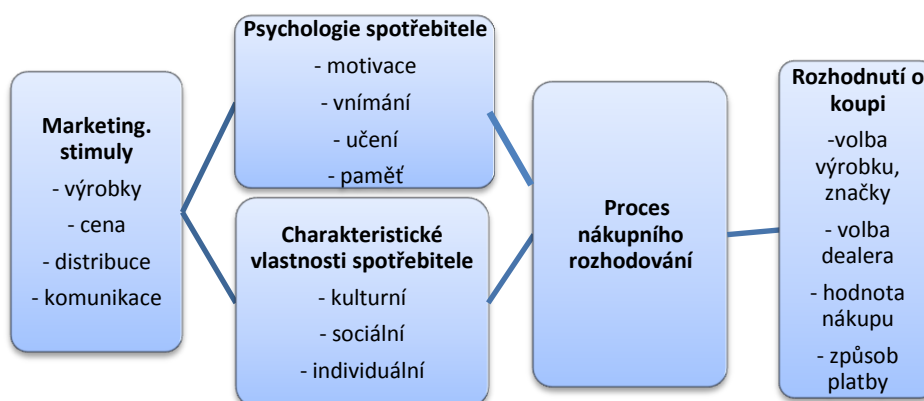 Marketing.
stimuly
- výrobky
- cena
- distribuce
- komunikace
Psychologie spotřebitele
- motivace
- vnímání
- učení
- paměť
Charakteristické
vlastnosti spotřebitele
- kulturní
- sociální
- individuální
Proces
nákupního
rozhodování
Rozhodnutí o
koupi
-volba
výrobku,
značky
- volba
dealera
- hodnota
nákupu
- způsob
platby